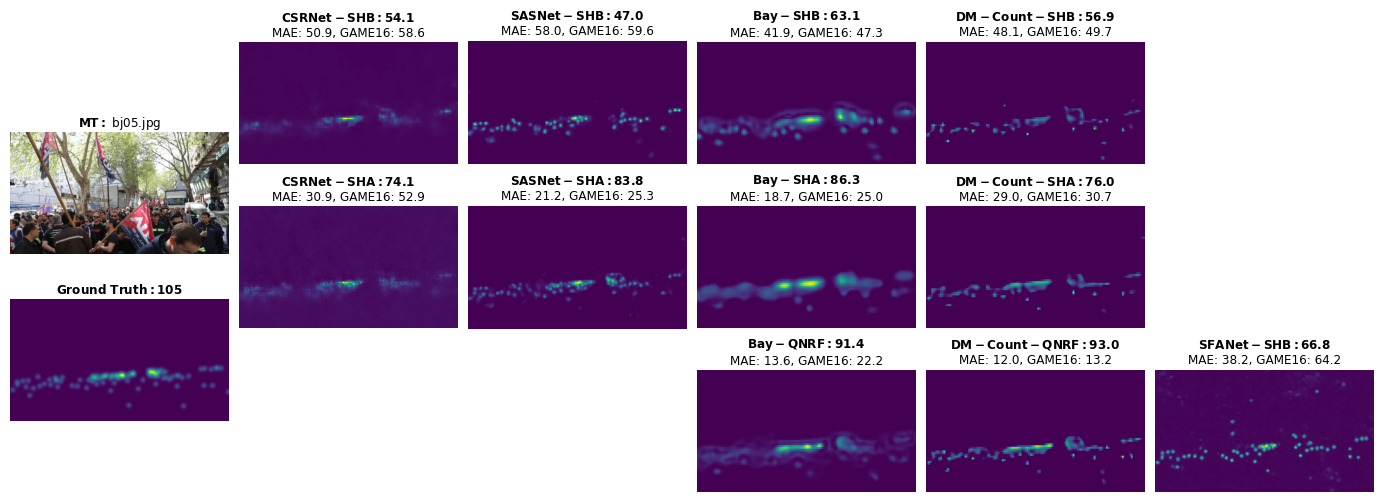 CSRNet−SHB: 54.1
MAE: 50.9, GAME16: 58.6
SASNet−SHB: 47.0
MAE: 58.0, GAME16: 59.6
Bay−SHB: 63.1
MAE: 41.9, GAME16: 47.3
DM−Count−SHB: 56.9
MAE: 48.1, GAME16: 49.7
MT: bj05.jpg
CSRNet−SHA: 74.1
MAE: 30.9, GAME16: 52.9
SASNet−SHA: 83.8
MAE: 21.2, GAME16: 25.3
Bay−SHA: 86.3
MAE: 18.7, GAME16: 25.0
DM−Count−SHA: 76.0
MAE: 29.0, GAME16: 30.7
Ground Truth: 105
Bay−QNRF: 91.4
MAE: 13.6, GAME16: 22.2
DM−Count−QNRF: 93.0
MAE: 12.0, GAME16: 13.2
SFANet−SHB: 66.8
MAE: 38.2, GAME16: 64.2